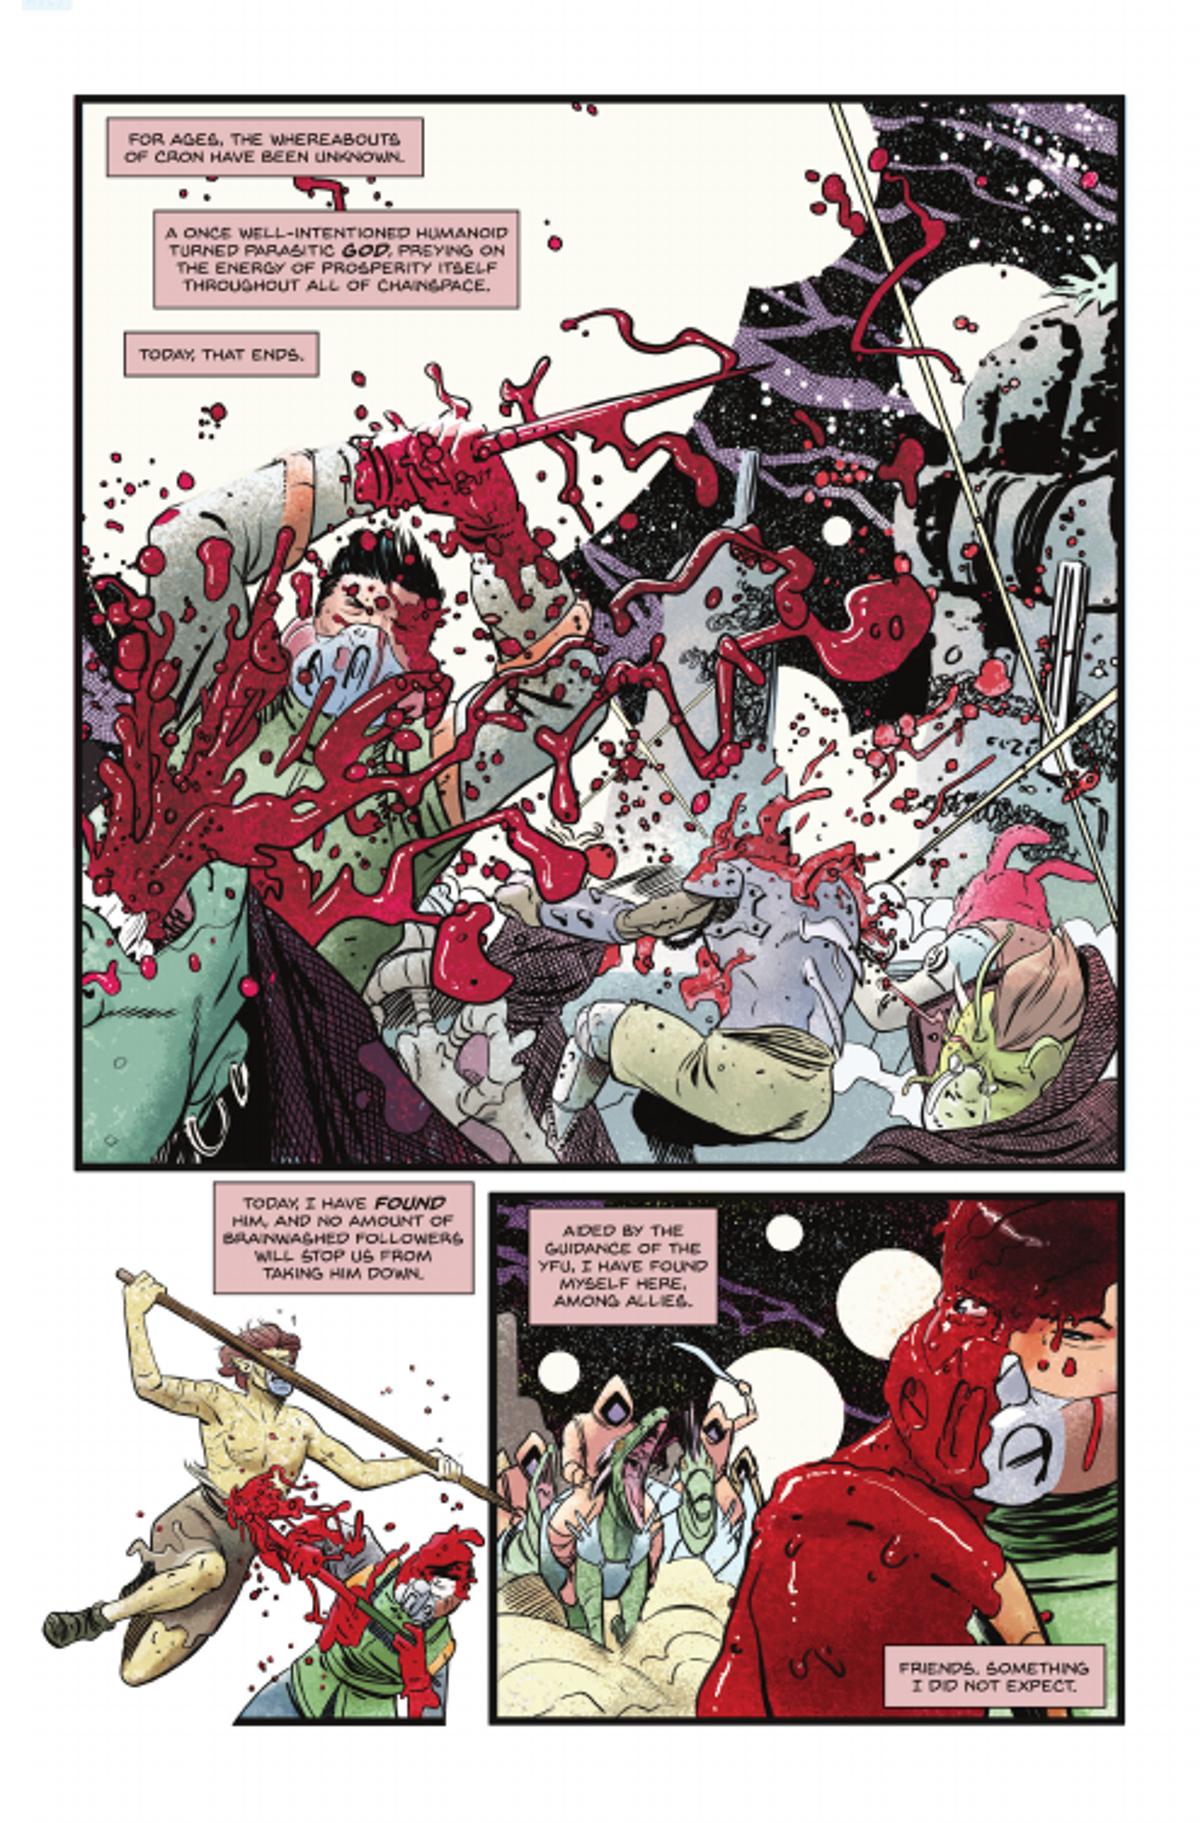 FOR AGES, THE WHEREABOUTS
OF CRON HAVE BEEN UNKNOWN.
A ONCE WELL-INTENTIONED HUMANOID
TURNED PARASITIC GOD, PREYING ON
THE ENERGY OF PROSPERITY ITSELF
THROUGHOUT ALL OF CHAINSPACE.
TODAY, THAT ENDS.
TODAY, I HAVE FOUND
HIM, AND NO AMOUNT OF
BRAINWASHED FOLLOWERS
WILL STOP US FROM
TAKING HIM DOWN.
AIDED BY THE
GUIDANCE OF THE
YFU, I HAVE FOUND
MYSELF HERE,
AMONG ALLIES.
FRIENDS. SOMETHING
I DID NOT EXPECT.